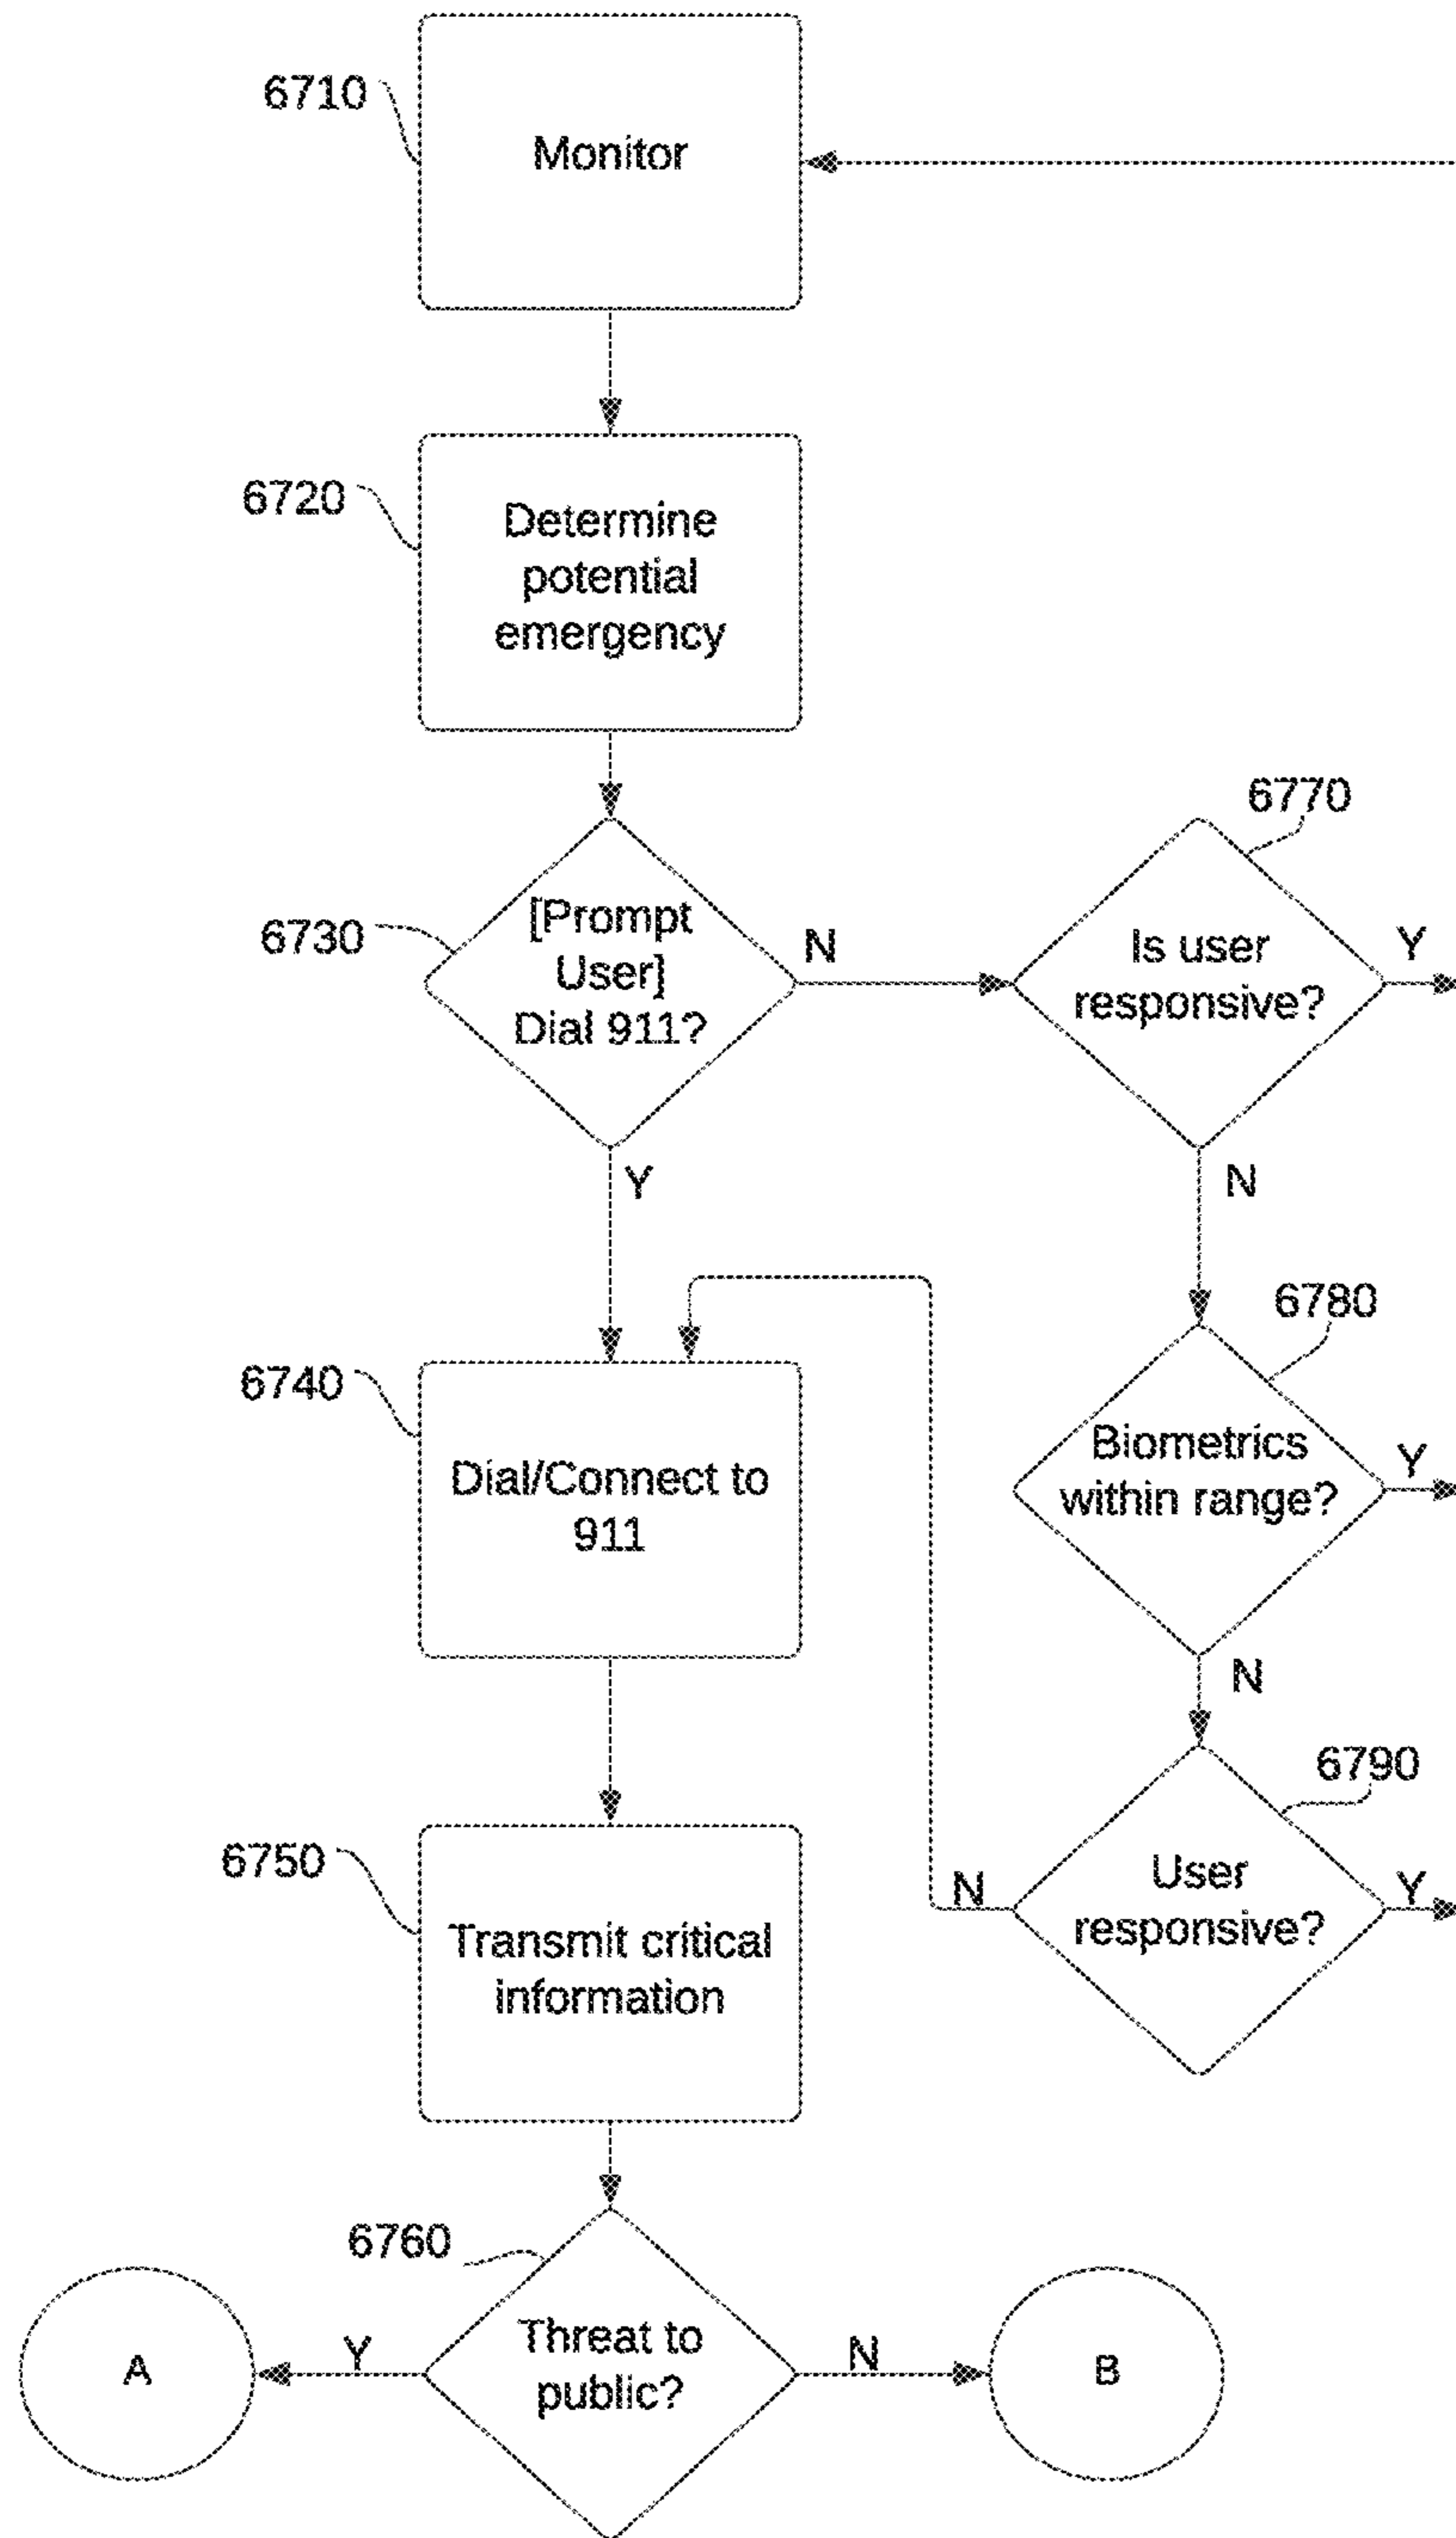 6710
Monitor
6720
Determine
potential
emergency
6730
[Prompt
User]
Dial 911?
N
6770
Is user
responsive?
Y
Y
N
6740
Dial/Connect to
911
6780
Biometrics
within range?
Y
N
6750
Transmit critical
information
N
6790
User
responsive?
Y
6760
Threat to
public?
Y
A
N
B